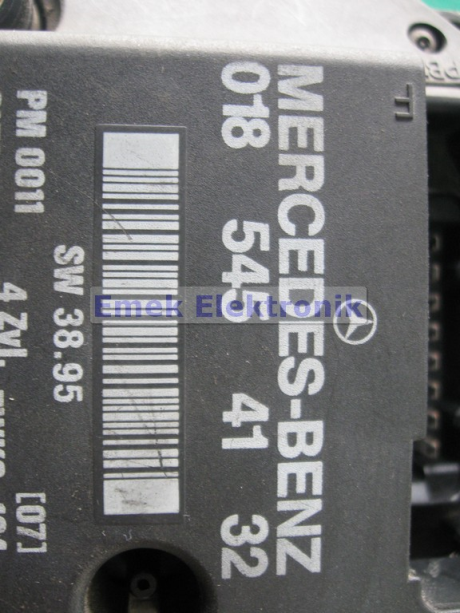 MERCEDES-BENZ
018 545 41 32
SW 38.95
PM 0011 [07]
4 Zyl.
Emek Elektronik